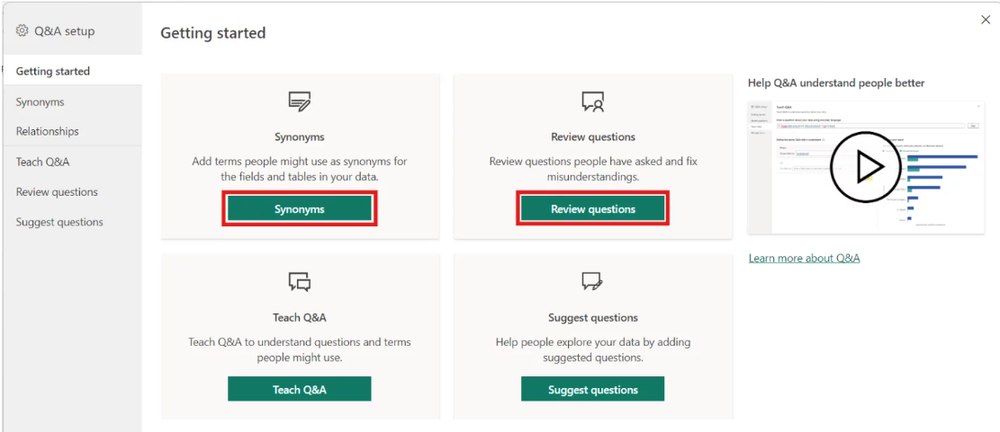 Q&A setup
Getting started
Synonyms
Relationships
Teach Q&A
Review questions
Suggest questions
Getting started
Synonyms
Add terms people might use as synonyms for
the fields and tables in your data.
Synonyms
Review questions
Review questions people have asked and fix
misunderstandings.
Review questions
Teach Q&A
Teach Q&A to understand questions and terms
people might use.
Teach Q&A
Suggest questions
Help people explore your data by adding
suggested questions.
Suggest questions
Help Q&A understand people better
Teach Q&A
Learn more about Q&A